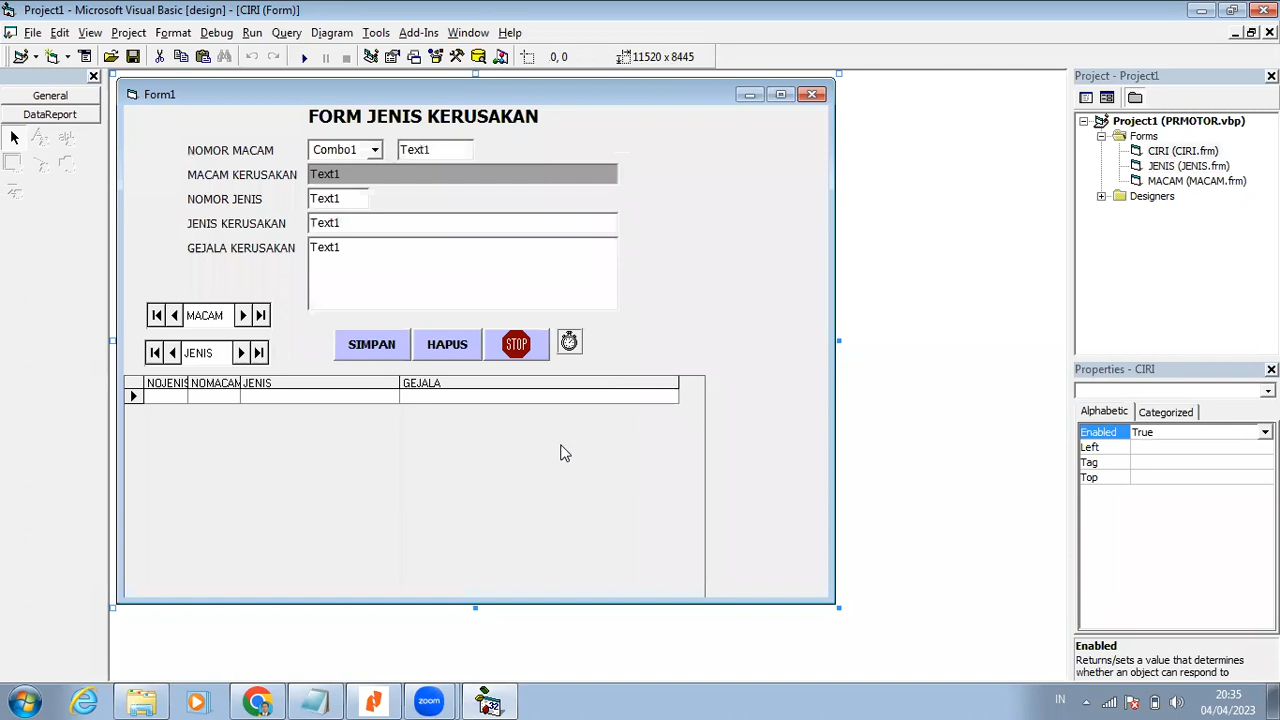 Project1 - Microsoft Visual Basic [design] - [CIRI (Form)]
File Edit View Project Format Debug Run Query Diagram Tools Add-Ins Window Help
0, 0 11520 x 8445
General
DataReport
Form1
FORM JENIS KERUSAKAN
NOMOR MACAM Combo1 Text1
MACAM KERUSAKAN Text1
NOMOR JENIS Text1
JENIS KERUSAKAN Text1
GEJALA KERUSAKAN Text1
MACAM
JENIS
SIMPAN HAPUS STOP
NOJENIS NOMACAM JENIS GEJALA
Project - Project1
Project1 (PRMOTOR.vbp)
Forms
CIRI (CIRI.frm)
JENIS (JENIS.frm)
MACAM (MACAM.frm)
Designers
Properties - CIRI
Alphabetic Categorized
Enabled True
Left
Tag
Top
Enabled
Returns/sets a value that determines
whether an object can respond to
zoom
32
IN
20:35
04/04/2023